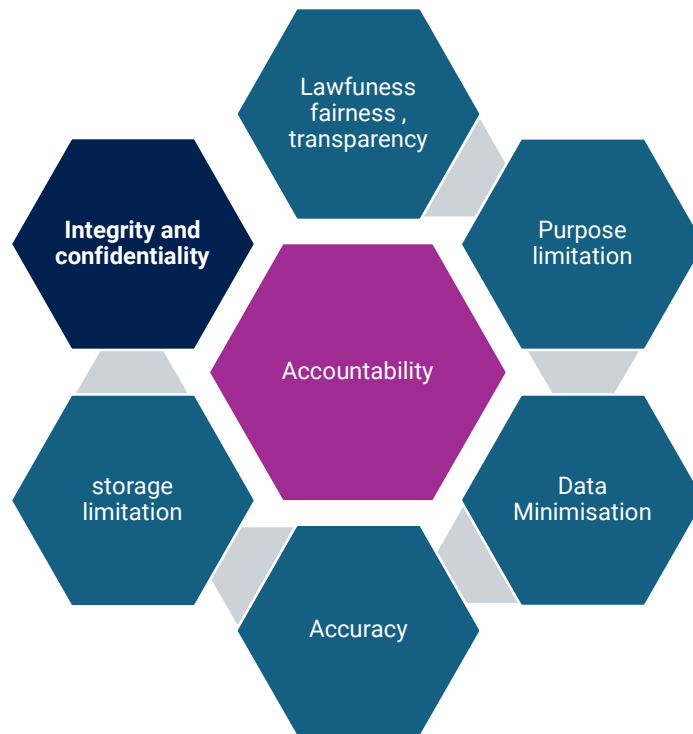 Lawfuness
fairness ,
transparency
Integrity and
confidentiality
Purpose
limitation
Accountability
storage
limitation
Data
Minimisation
Accuracy